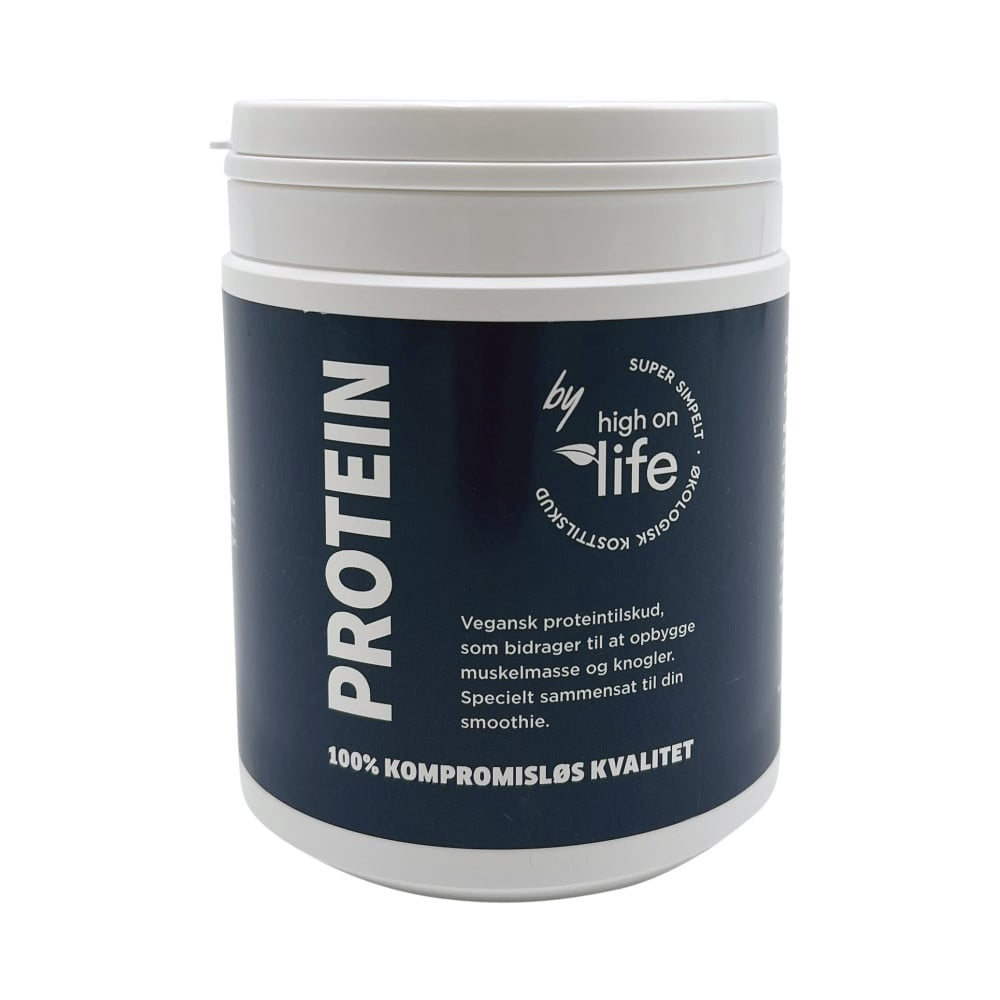 PROTEIN
by
high on
life
SUPER SIMPELT · ØKOLOGISK KOSTTILSKUD
Vegansk proteintilskud,
som bidrager til at opbygge
muskelmasse og knogler.
Specielt sammensat til din
smoothie.
100% KOMPROMISLØS KVALITET